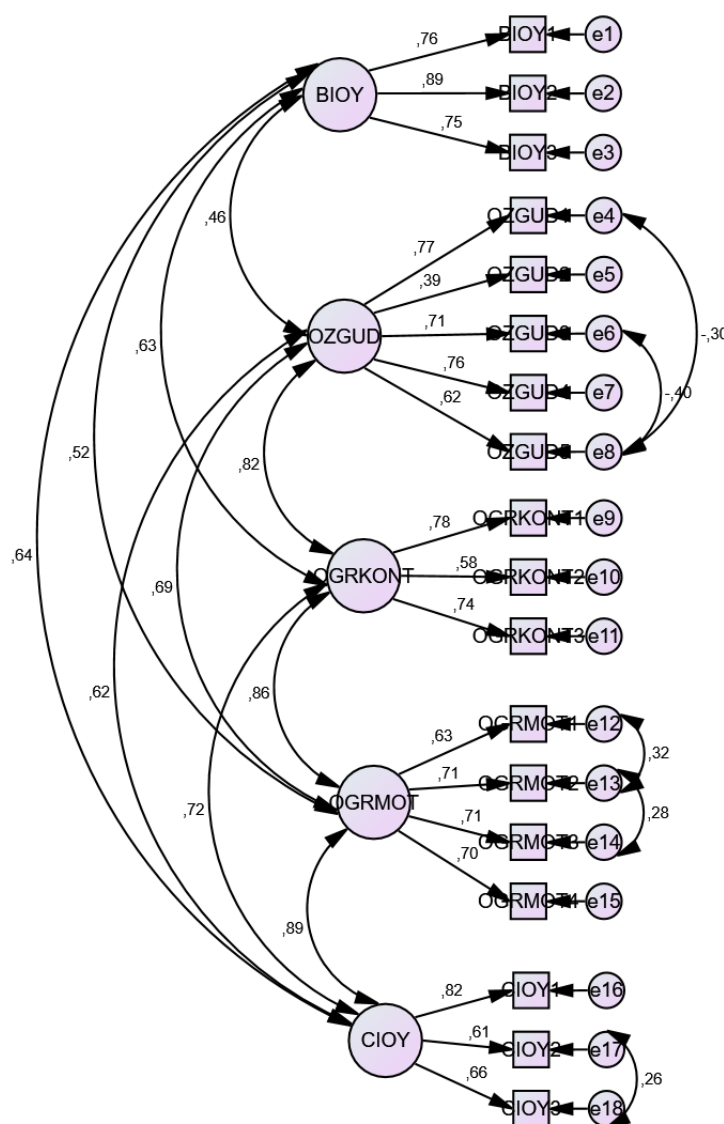 BIOY
,76
BIOY1
e1
,89
BIOY2
e2
,75
BIOY3
e3
,46
OZGUD
,77
OZGUD1
e4
,39
OZGUD2
e5
,71
OZGUD3
e6
,76
OZGUD4
e7
,62
OZGUD5
e8
-,30
-,40
,63
,52
,64
,82
OGRKONT
,78
OGRKONT1
e9
,58
OGRKONT2
e10
,74
OGRKONT3
e11
,69
,62
,86
OGRMOT
,63
OGRMOT1
e12
,71
OGRMOT2
e13
,71
OGRMOT3
e14
,70
OGRMOT4
e15
,32
,28
,72
,89
CIOY
,82
CIOY1
e16
,61
CIOY2
e17
,66
CIOY3
e18
,26